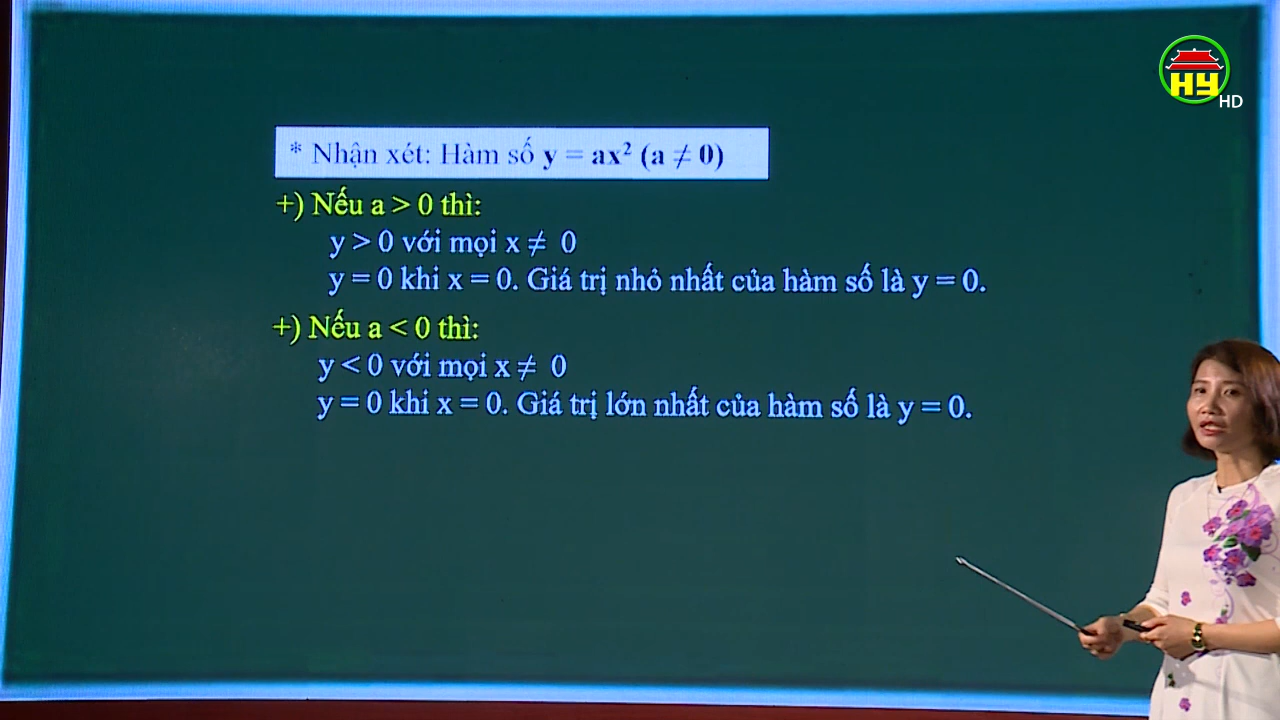 HY
HD
* Nhận xét: Hàm số y = ax² (a ≠ 0)
+) Nếu a > 0 thì:
y > 0 với mọi x ≠ 0
y = 0 khi x = 0. Giá trị nhỏ nhất của hàm số là y = 0.
+) Nếu a < 0 thì:
y < 0 với mọi x ≠ 0
y = 0 khi x = 0. Giá trị lớn nhất của hàm số là y = 0.